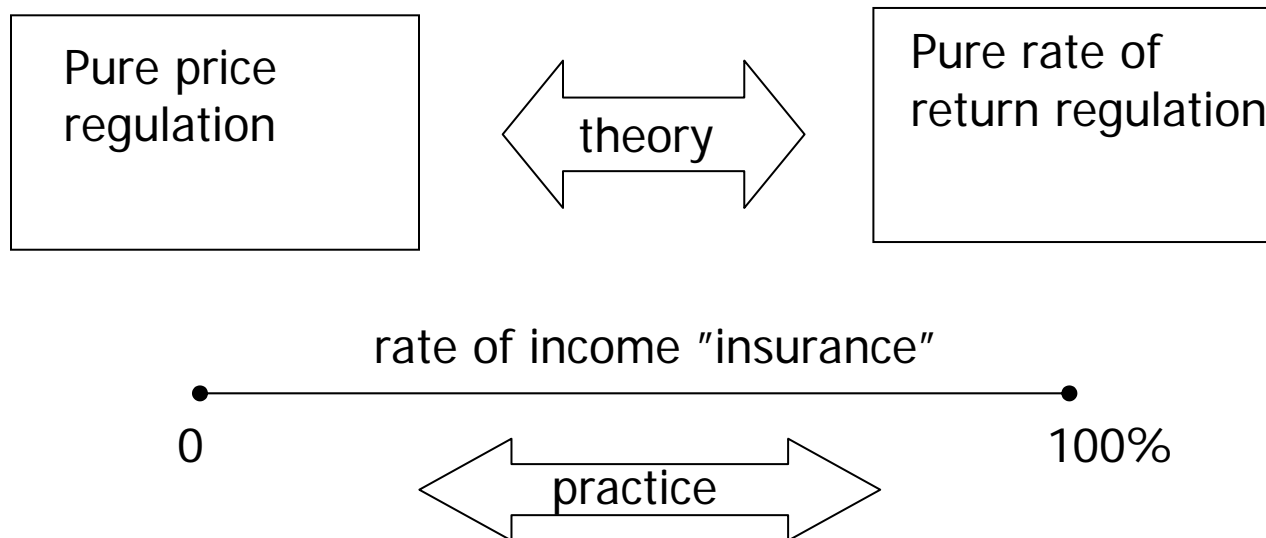 Pure price
regulation
theory
Pure rate of
return regulation
rate of income "insurance"
0
100%
practice